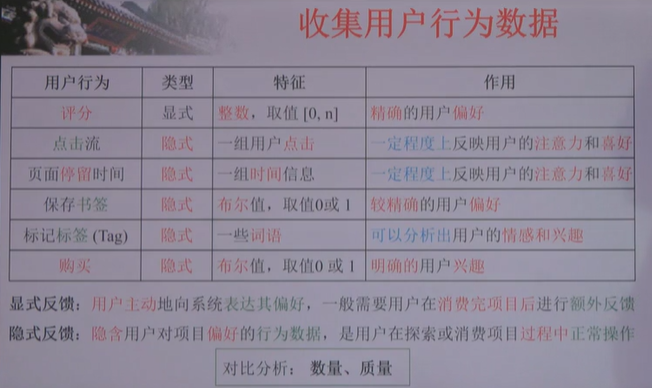 收集用户行为数据
用户行为 类型 特征 作用
评分 显式 整数，取值 [0, n] 精确的用户偏好
点击流 隐式 一组用户点击 一定程度上反映用户的注意力和喜好
页面停留时间 隐式 一组时间信息 一定程度上反映用户的注意力和喜好
保存书签 隐式 布尔值，取值0或 1 较精确的用户偏好
标记标签 (Tag) 隐式 一些词语 可以分析出用户的情感和兴趣
购买 隐式 布尔值，取值0 或 1 明确的用户兴趣
显式反馈：用户主动地向系统表达其偏好，一般需要用户在消费完项目后进行额外反馈
隐式反馈：隐含用户对项目偏好的行为数据，是用户在探索或消费项目过程中正常操作
对比分析： 数量、质量